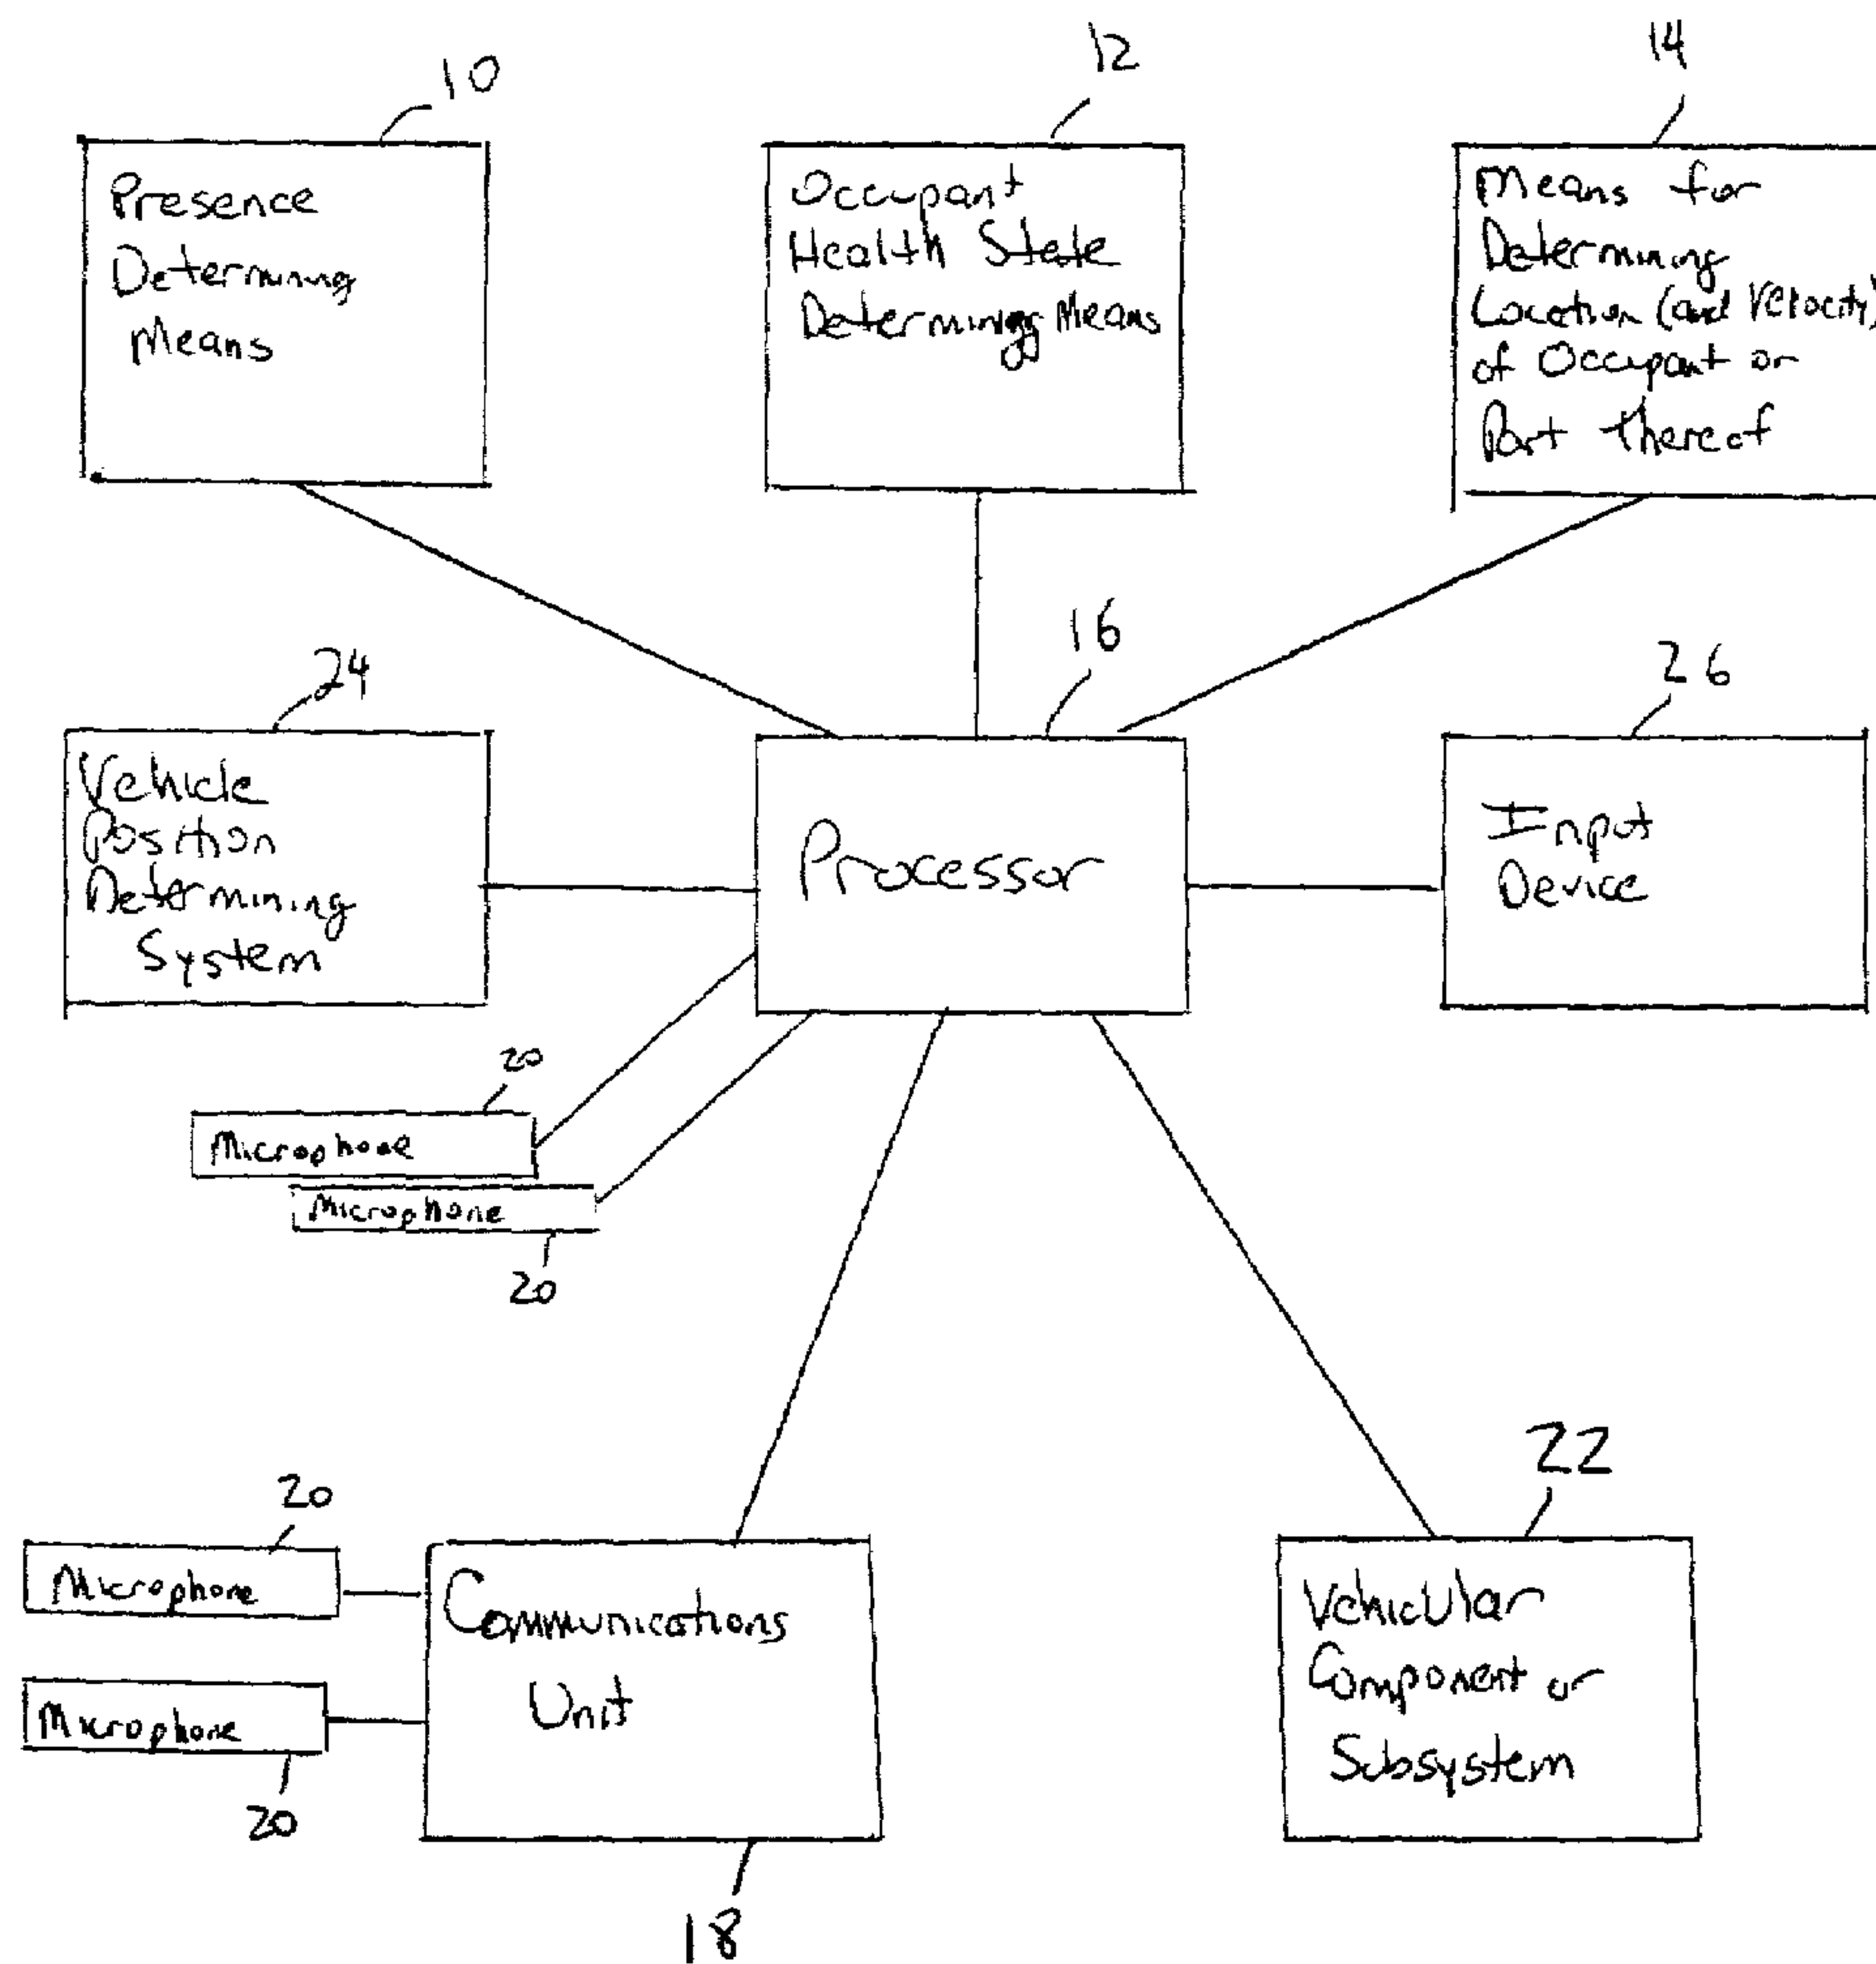 10
Presence
Determining
Means
12
Occupant
Health State
Determining Means
14
Means for
Determining
Location (and Velocity)
of Occupant or
Part thereof
24
Vehicle
Position
Determining
System
16
Processor
26
Input
Device
20
Microphone
Microphone
20
20
Microphone
Microphone
20
Communications
Unit
18
22
Vehicular
Component or
Subsystem